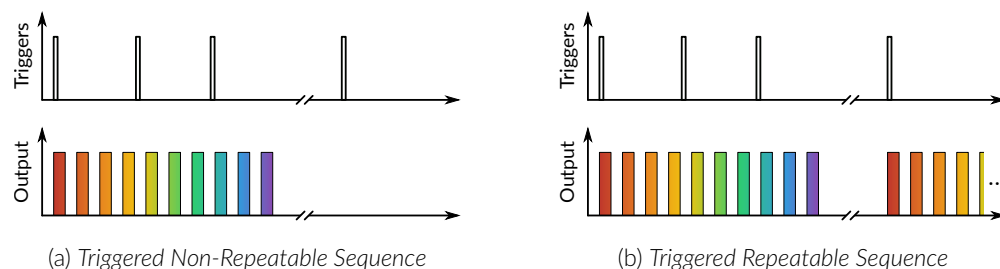 Triggers
Output
(a) Triggered Non-Repeatable Sequence
Triggers
Output
...
(b) Triggered Repeatable Sequence